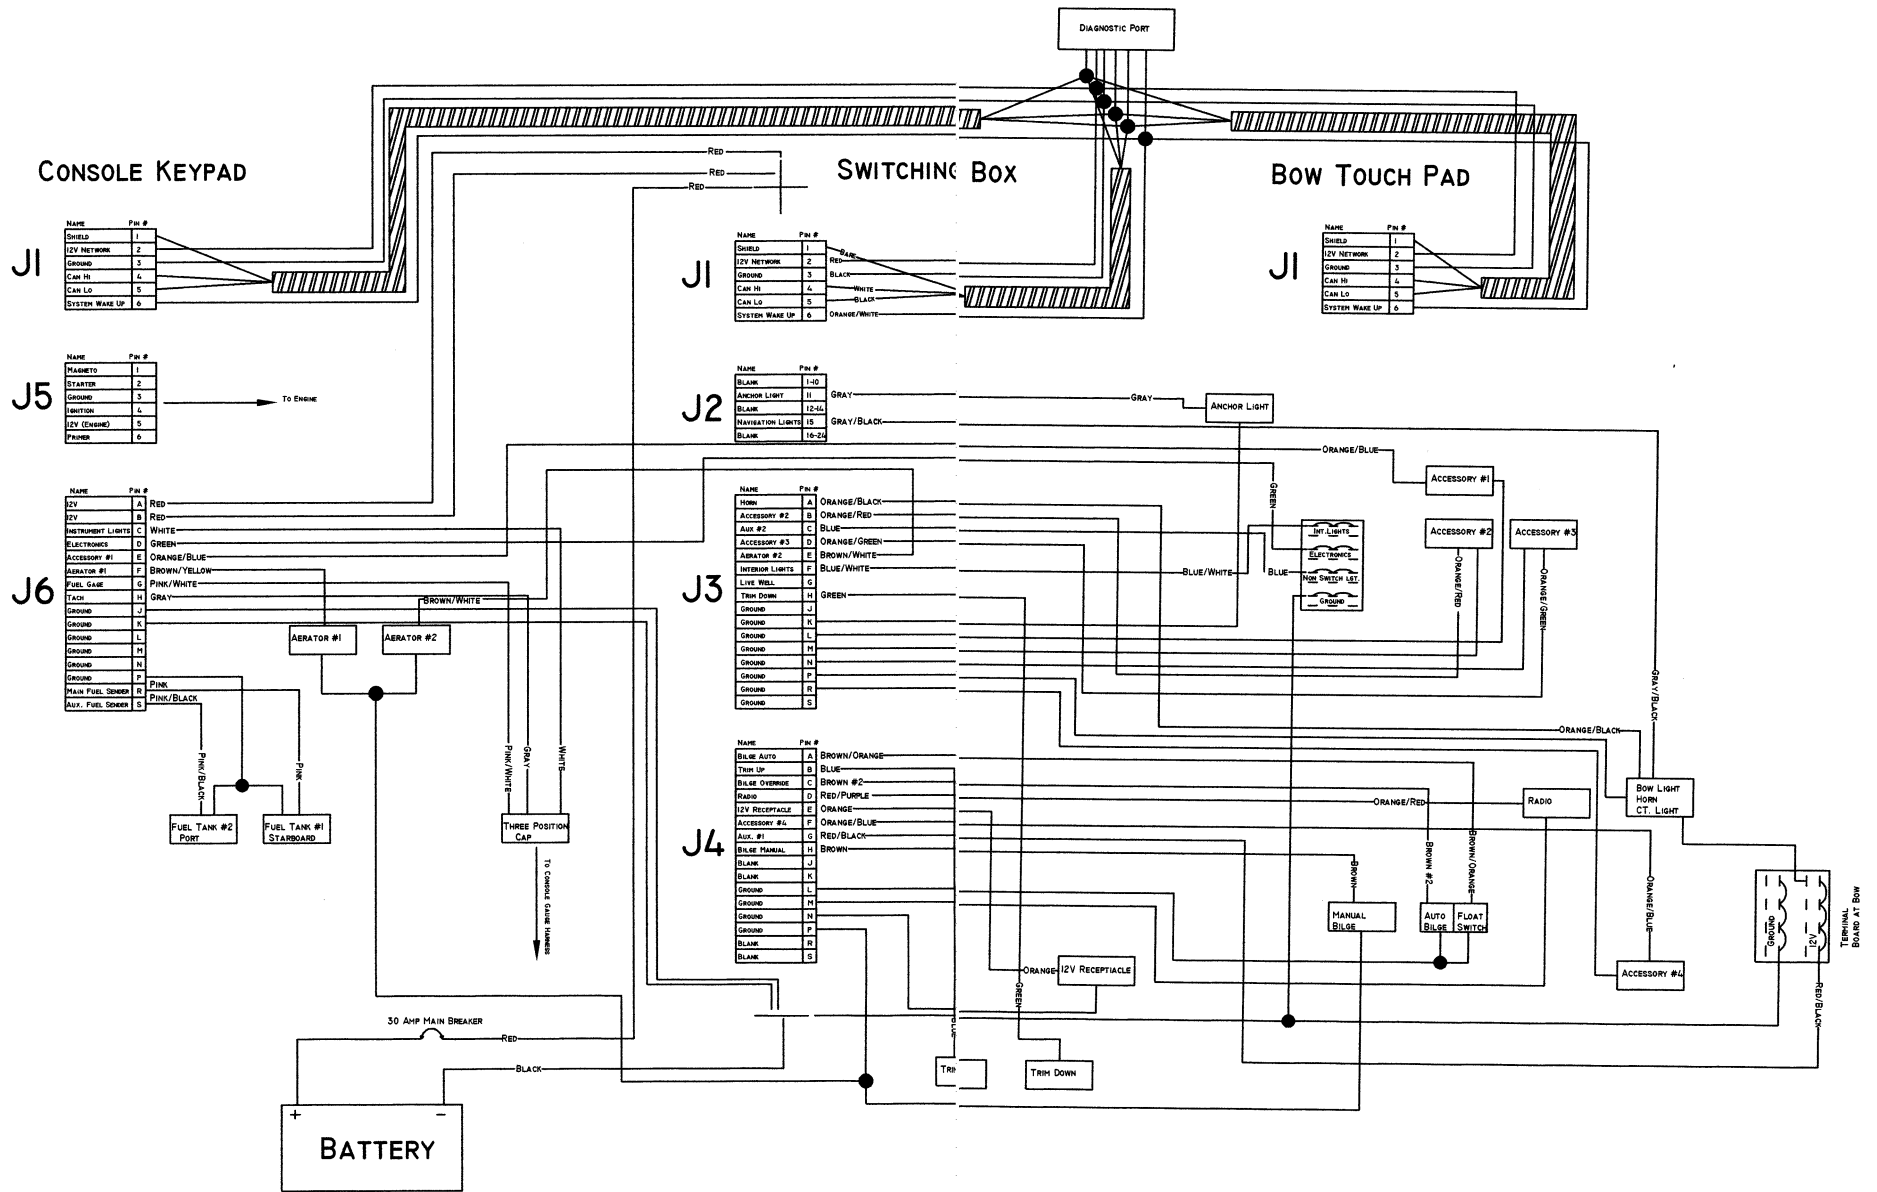 Diagnostic Port
Console Keypad
Switching Box
Bow Touch Pad
Red
Red
Red
J1
Name Pin #
Shield 1
12V Network 2
Ground 3
Can Hi 4
Can Lo 5
System Wake Up 6
J1
Name Pin #
Shield 1 Bare
12V Network 2 Red
Ground 3 Black
Can Hi 4 White
Can Lo 5 Black
System Wake Up 6 Orange/White
J1
Name Pin #
Shield 1
12V Network 2
Ground 3
Can Hi 4
Can Lo 5
System Wake Up 6
J5
Name Pin #
Magneto 1
Starter 2
Ground 3
Ignition 4
12V (Engine) 5
Primer 6
To Engine
J2
Name Pin #
Blank 1-10
Anchor Light 11 Gray
Blank 12-14
Navigation Lights 15 Gray/Black
Blank 16-24
Gray
Anchor Light
Orange/Blue
Accessory #1
Green
Accessory #2
Accessory #3
Int.Lights
Electronics
Non Switch Lgt.
Ground
Blue/White
Blue
Orange/Red
Orange/Green
J6
Name Pin #
12V A Red
12V B Red
Instrument Lights C White
Electronics D Green
Accessory #1 E Orange/Blue
Aerator #1 F Brown/Yellow
Fuel Gage G Pink/White
Tach H Gray
Ground J
Ground K
Ground L
Ground M
Ground N
Ground P
Main Fuel Sender R Pink
Aux. Fuel Sender S Pink/Black
Brown/White
Aerator #1
Aerator #2
J3
Name Pin #
Horn A Orange/Black
Accessory #2 B Orange/Red
Aux #2 C Blue
Accessory #3 D Orange/Green
Aerator #2 E Brown/White
Interior Lights F Blue/White
Live Well G
Trim Down H Green
Ground J
Ground K
Ground L
Ground M
Ground N
Ground P
Ground R
Ground S
Gray/Black
Orange/Black
Pink/Black
Pink
Pink/White
Gray
White
Fuel Tank #2
Port
Fuel Tank #1
Starboard
Three Position
Cap
To Console Gauge Harness
J4
Name Pin #
Bilge Auto A Brown/Orange
Trim Up B Blue
Bilge Override C Brown #2
Radio D Red/Purple
12V Receptacle E Orange
Accessory #4 F Orange/Blue
Aux. #1 G Red/Black
Bilge Manual H Brown
Blank J
Blank K
Ground L
Ground M
Ground N
Ground P
Blank R
Blank S
Orange/Red
Radio
Bow Light
Horn
Ct. Light
Brown
Brown #2
Brown/Orange
Orange/Blue
Manual
Bilge
Auto
Bilge
Float
Switch
Ground
12V
Terminal
Board at Bow
Orange
12V Receptiacle
Accessory #4
Green
Blue
Red/Black
30 Amp Main Breaker
Red
Black
Tri
Trim Down
+ -
Battery